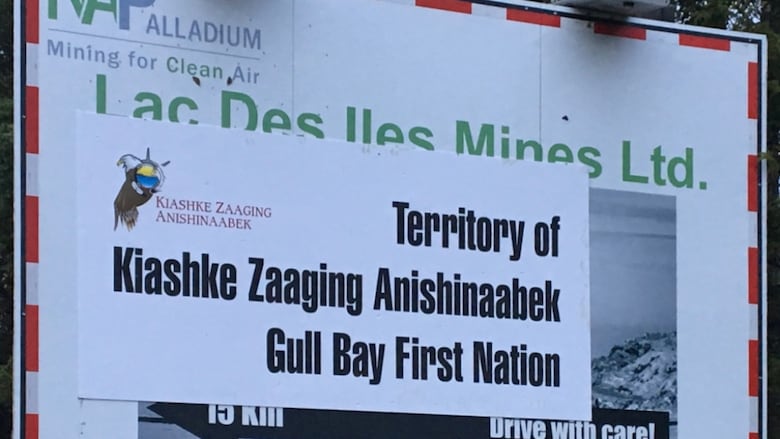 NAP PALLADIUM
Mining for Clean Air
Lac Des Iles Mines Ltd.
KIASHKE ZAAGING
ANISHINAABEK
Territory of
Kiashke Zaaging Anishinaabek
Gull Bay First Nation
15 km
Drive with care!